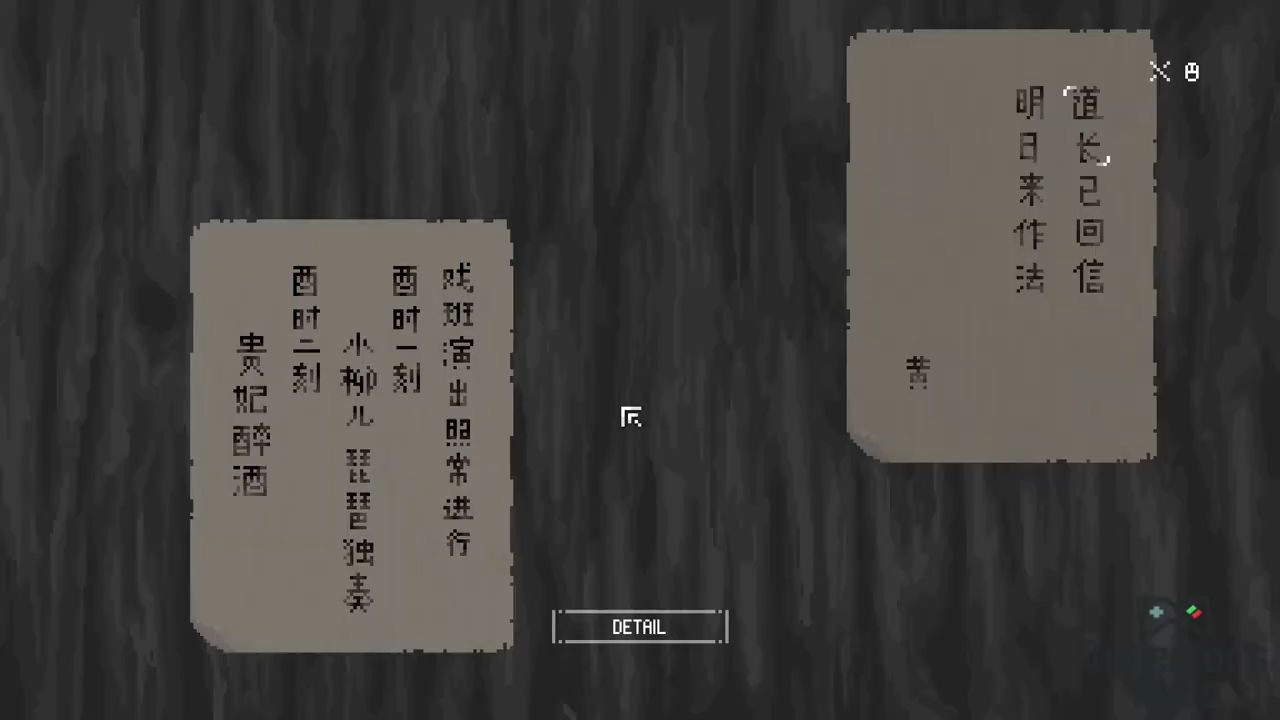 戏班演出照常进行
酉时一刻
小柳儿 琵琶独奏
酉时二刻
贵妃醉酒
道长已回信
明日来作法
黄
DETAIL